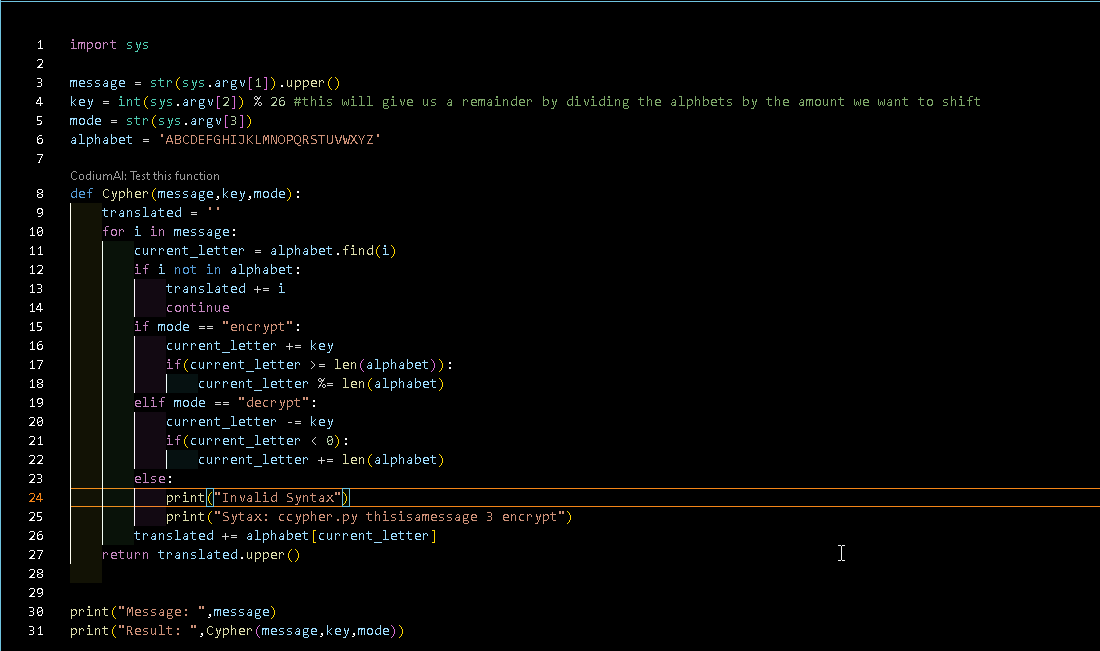 1 import sys
2
3 message = str(sys.argv[1]).upper()
4 key = int(sys.argv[2]) % 26 #this will give us a remainder by dividing the alphbets by the amount we want to shift
5 mode = str(sys.argv[3])
6 alphabet = 'ABCDEFGHIJKLMNOPQRSTUVWXYZ'
7
CodiumAI: Test this function
8 def Cypher(message,key,mode):
9     translated = ''
10     for i in message:
11         current_letter = alphabet.find(i)
12         if i not in alphabet:
13             translated += i
14             continue
15         if mode == "encrypt":
16             current_letter += key
17             if(current_letter >= len(alphabet)):
18                 current_letter %= len(alphabet)
19         elif mode == "decrypt":
20             current_letter -= key
21             if(current_letter < 0):
22                 current_letter += len(alphabet)
23         else:
24             print("Invalid Syntax")
25             print("Sytax: ccypher.py thisisamessage 3 encrypt")
26         translated += alphabet[current_letter]
27     return translated.upper()
28
29
30 print("Message: ",message)
31 print("Result: ",Cypher(message,key,mode))